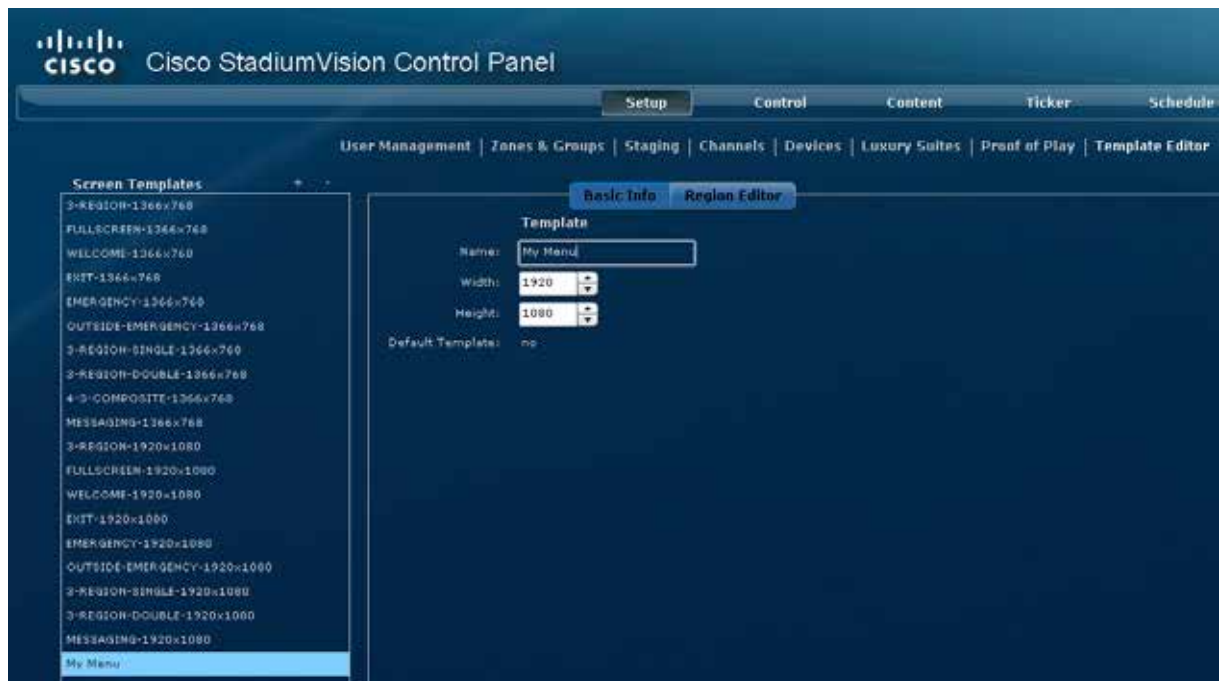 CISCO Cisco StadiumVision Control Panel
Setup Control Content Ticker Schedule
User Management | Zones & Groups | Staging | Channels | Devices | Luxury Suites | Proof of Play | Template Editor
Screen Templates + -
Basic Info Region Editor
3-REGION-1366x768
FULLSCREEN-1366x768
WELCOME-1366x768
EXIT-1366x768
EMERGENCY-1366x768
OUTSIDE-EMERGENCY-1366x768
3-REGION-SINGLE-1366x768
3-REGION-DOUBLE-1366x768
4-3-COMPOSITE-1366x768
MESSAGING-1366x768
3-REGION-1920x1080
FULLSCREEN-1920x1080
WELCOME-1920x1080
EXIT-1920x1080
EMERGENCY-1920x1080
OUTSIDE-EMERGENCY-1920x1080
3-REGION-SINGLE-1920x1080
3-REGION-DOUBLE-1920x1080
MESSAGING-1920x1080
My Menu
Template
Name: My Menu
Width: 1920
Height: 1080
Default Template: no